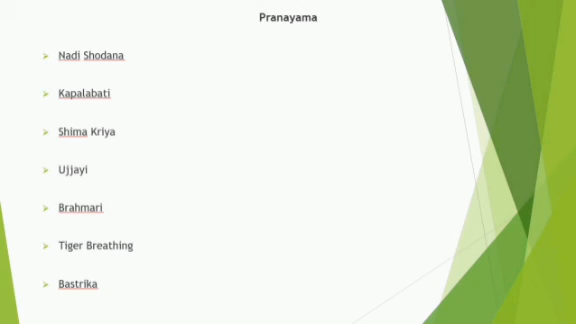 Pranayama
Nadi Shodana
Kapalabati
Shima Kriya
Ujjayi
Brahmari
Tiger Breathing
Bastrika